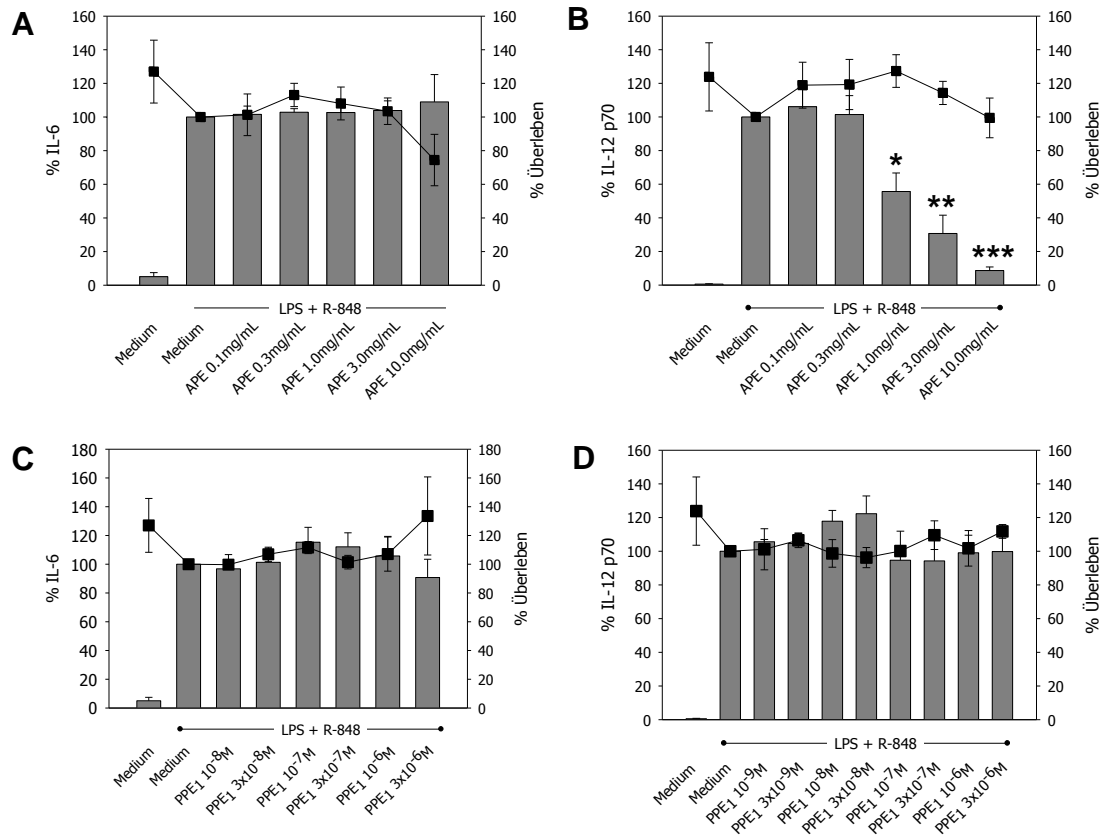 A
160
140
120
100
80
60
40
20
0
% IL-6
160
140
120
100
80
60
40
20
0
% Überleben
LPS + R-848
Medium
Medium
APE 0.1mg/mL
APE 0.3mg/mL
APE 1.0mg/mL
APE 3.0mg/mL
APE 10.0mg/mL
B
160
140
120
100
80
60
40
20
0
% IL-12 p70
*
**
***
160
140
120
100
80
60
40
20
0
% Überleben
LPS + R-848
Medium
Medium
APE 0.1mg/mL
APE 0.3mg/mL
APE 1.0mg/mL
APE 3.0mg/mL
APE 10.0mg/mL
C
180
160
140
120
100
80
60
40
20
0
% IL-6
180
160
140
120
100
80
60
40
20
0
% Überleben
LPS + R-848
Medium
Medium
PPE1 10⁻⁸M
PPE1 3x10⁻⁸M
PPE1 10⁻⁷M
PPE1 3x10⁻⁷M
PPE1 10⁻⁶M
PPE1 3x10⁻⁶M
D
160
140
120
100
80
60
40
20
0
% IL-12 p70
160
140
120
100
80
60
40
20
0
% Überleben
LPS + R-848
Medium
Medium
PPE1 10⁻⁹M
PPE1 3x10⁻⁹M
PPE1 10⁻⁸M
PPE1 3x10⁻⁸M
PPE1 10⁻⁷M
PPE1 3x10⁻⁷M
PPE1 10⁻⁶M
PPE1 3x10⁻⁶M